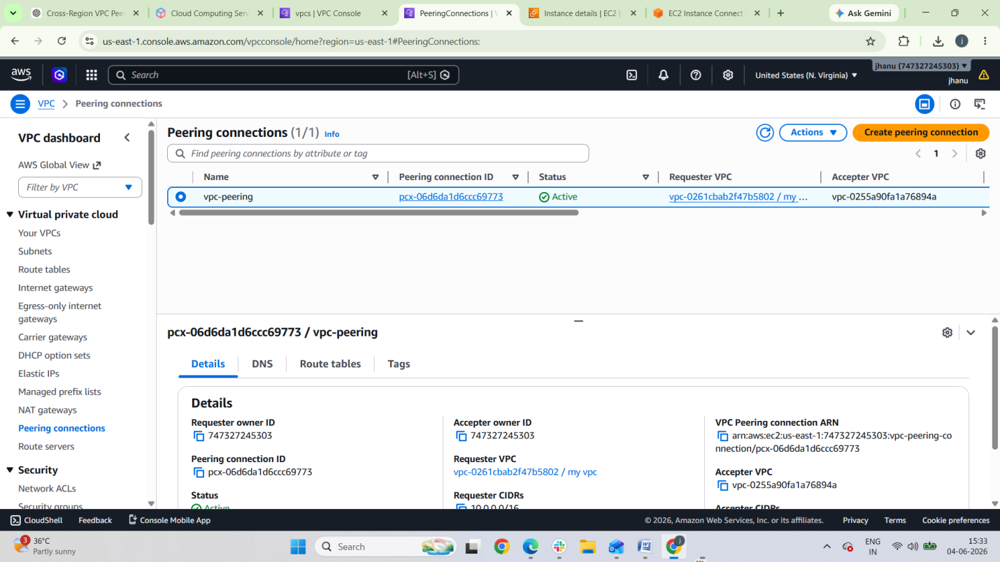 Cross-Region VPC Pee
Cloud Computing Serv
vpcs | VPC Console
PeeringConnections | V
Instance details | EC2 |
EC2 Instance Connect
Ask Gemini
us-east-1.console.aws.amazon.com/vpcconsole/home?region=us-east-1#PeeringConnections:
j
aws
Search
[Alt+S]
United States (N. Virginia)
jhanu (747327245303)
jhanu
VPC
Peering connections
VPC dashboard
AWS Global View
Filter by VPC
Virtual private cloud
Your VPCs
Subnets
Route tables
Internet gateways
Egress-only internet
gateways
Carrier gateways
DHCP option sets
Elastic IPs
Managed prefix lists
NAT gateways
Peering connections
Route servers
Security
Network ACLs
Security groups
Peering connections (1/1) Info
Actions
Create peering connection
Find peering connections by attribute or tag
1
Name
Peering connection ID
Status
Requester VPC
Accepter VPC
vpc-peering
pcx-06d6da1d6ccc69773
Active
vpc-0261cbab2f47b5802 / my ...
vpc-0255a90fa1a76894a
pcx-06d6da1d6ccc69773 / vpc-peering
Details
DNS
Route tables
Tags
Details
Requester owner ID
747327245303
Peering connection ID
pcx-06d6da1d6ccc69773
Status
Active
Accepter owner ID
747327245303
Requester VPC
vpc-0261cbab2f47b5802 / my vpc
Requester CIDRs
10.0.0.0/16
VPC Peering connection ARN
arn:aws:ec2:us-east-1:747327245303:vpc-peering-co
nnection/pcx-06d6da1d6ccc69773
Accepter VPC
vpc-0255a90fa1a76894a
Accepter CIDRs
CloudShell
Feedback
Console Mobile App
© 2026, Amazon Web Services, Inc. or its affiliates.
Privacy
Terms
Cookie preferences
3
36°C
Partly sunny
Search
j
ENG
IN
15:33
04-06-2026